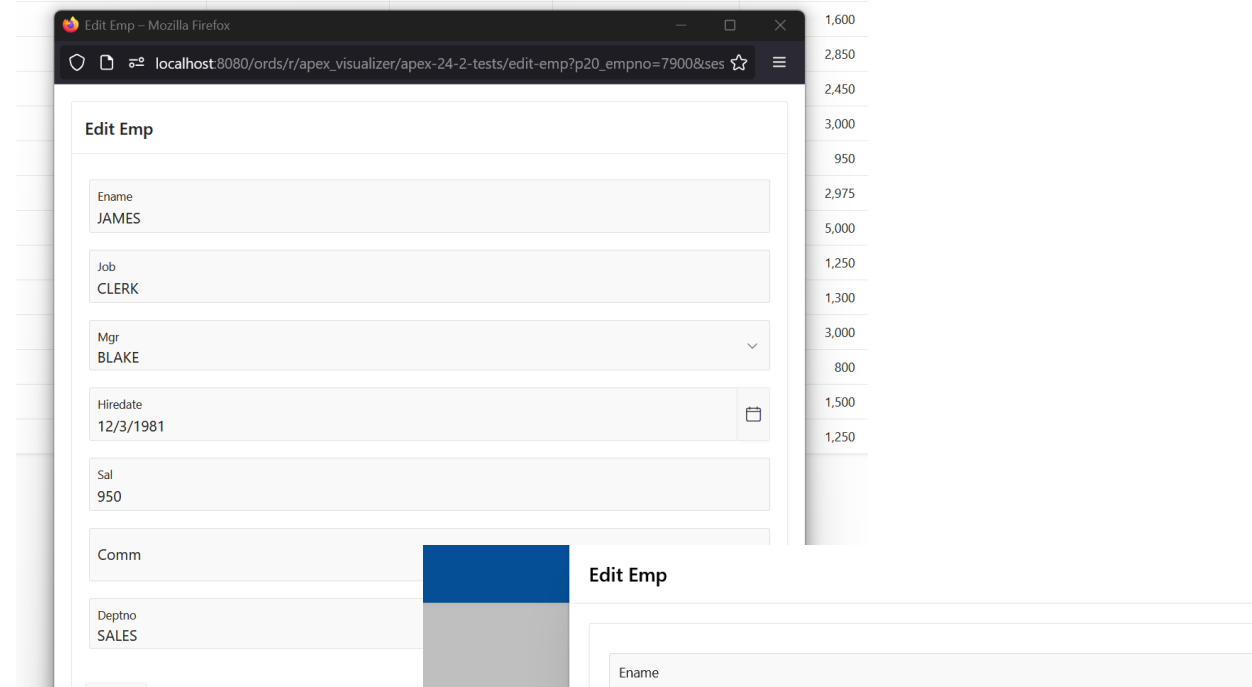 Edit Emp — Mozilla Firefox
localhost:8080/ords/r/apex_visualizer/apex-24-2-tests/edit-emp?p20_empno=7900&ses
Edit Emp
Ename
JAMES
Job
CLERK
Mgr
BLAKE
Hiredate
12/3/1981
Sal
950
Comm
Deptno
SALES
1,600
2,850
2,450
3,000
950
2,975
5,000
1,250
1,300
3,000
800
1,500
1,250
Edit Emp
Ename